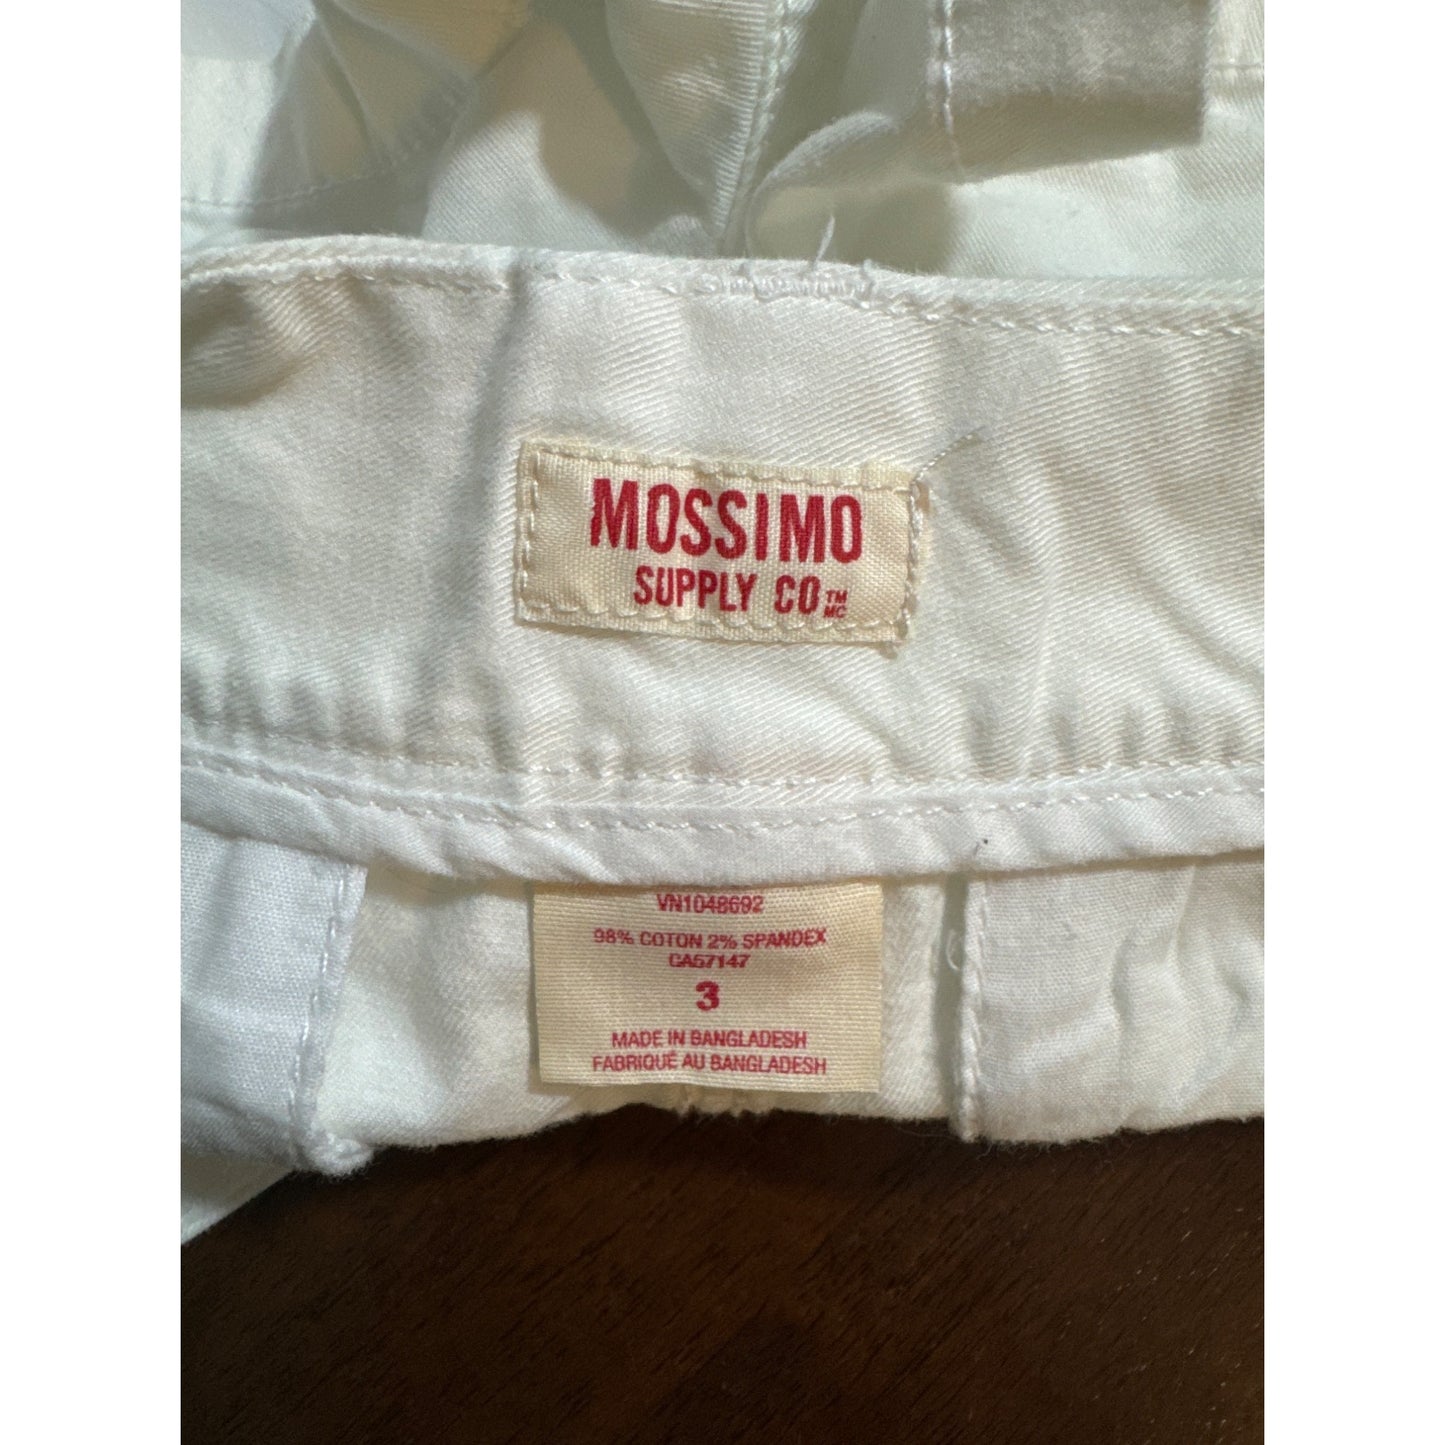 MOSSIMO
SUPPLY CO TM MC
VN1048692
98% COTON 2% SPANDEX
CA57147
3
MADE IN BANGLADESH
FABRIQUÉ AU BANGLADESH